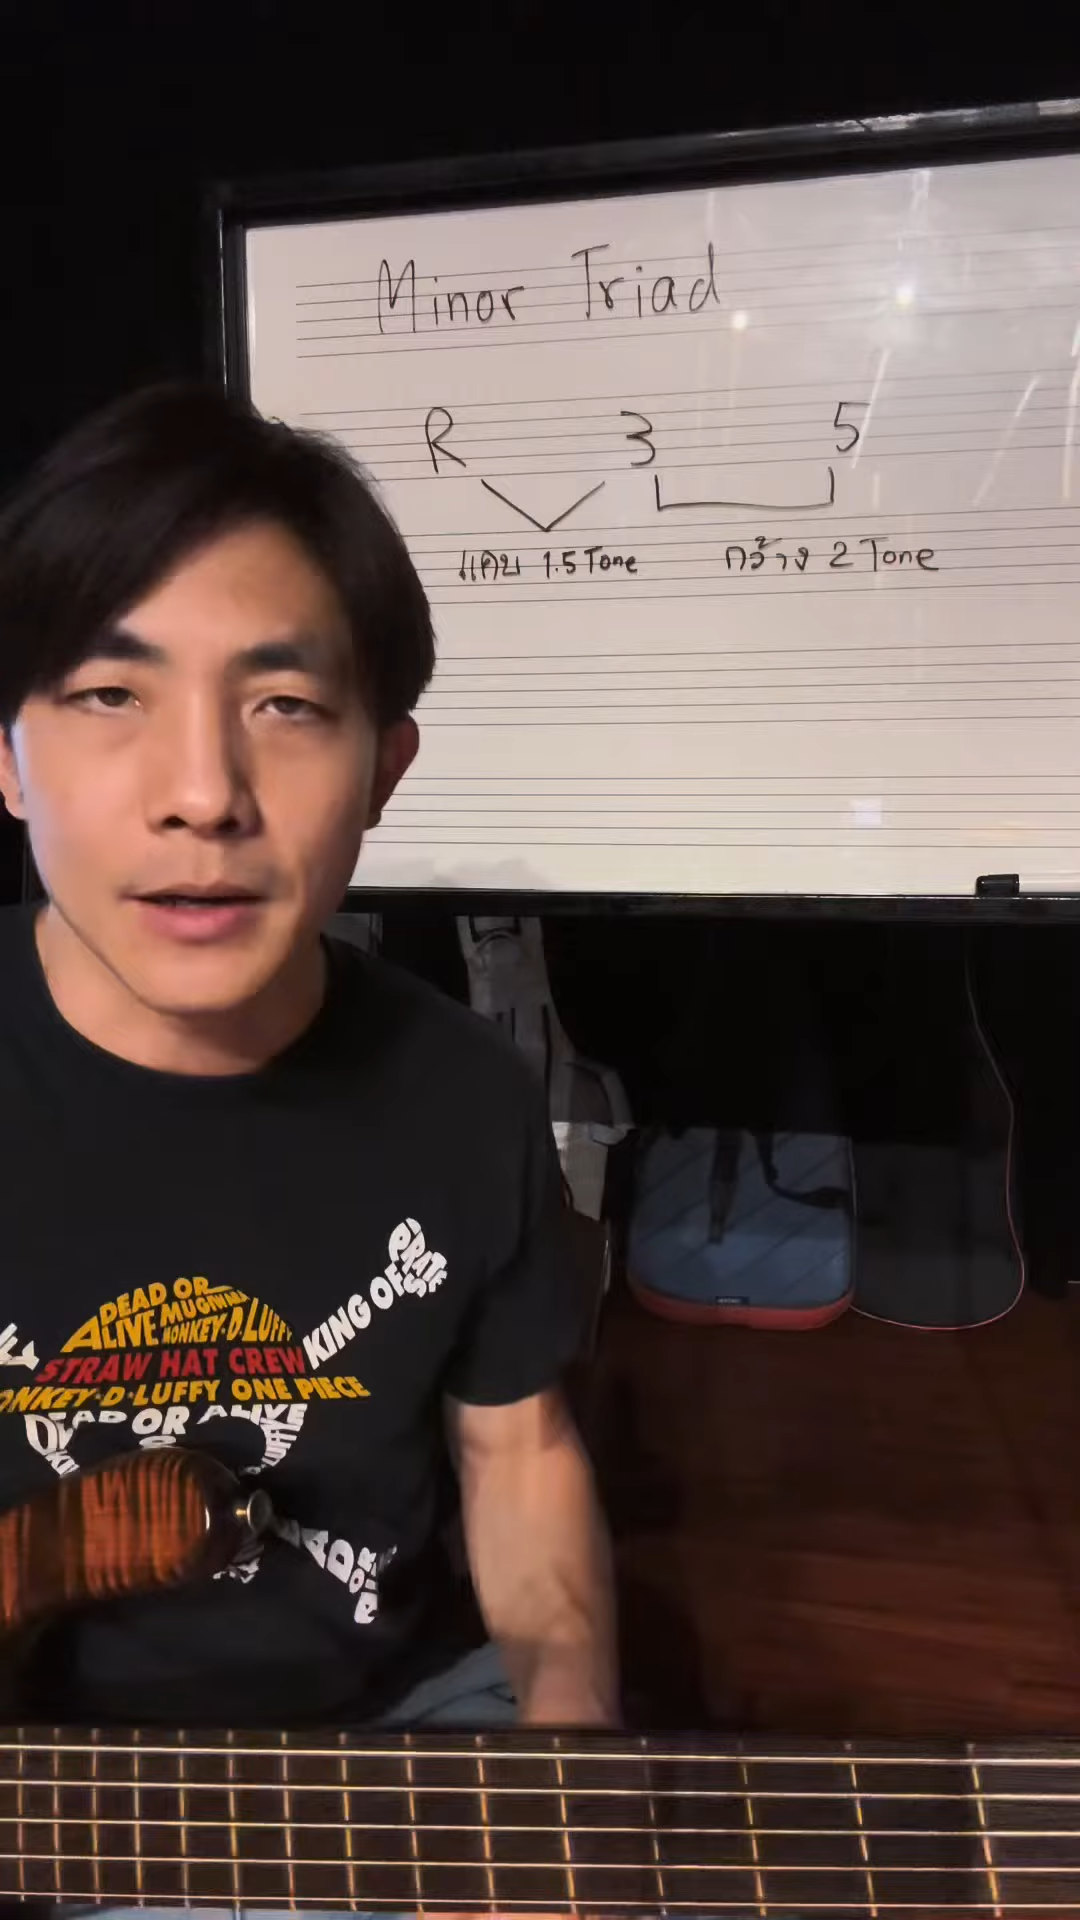 Minor Triad
R 3 5
แคบ 1.5 Tone กว้าง 2 Tone
DEAD OR
ALIVE MUGIWARA
MONKEY·D·LUFFY
STRAW HAT CREW
MONKEY·D·LUFFY ONE PIECE
DEAD OR ALIVE
KING OF PIRATES